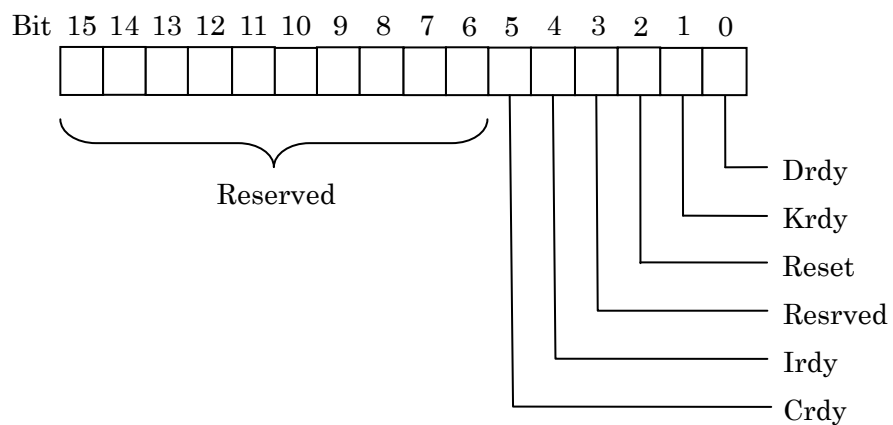 Bit 15 14 13 12 11 10 9 8 7 6 5 4 3 2 1 0
Drdy
Reserved
Krdy
Reset
Resrved
Irdy
Crdy